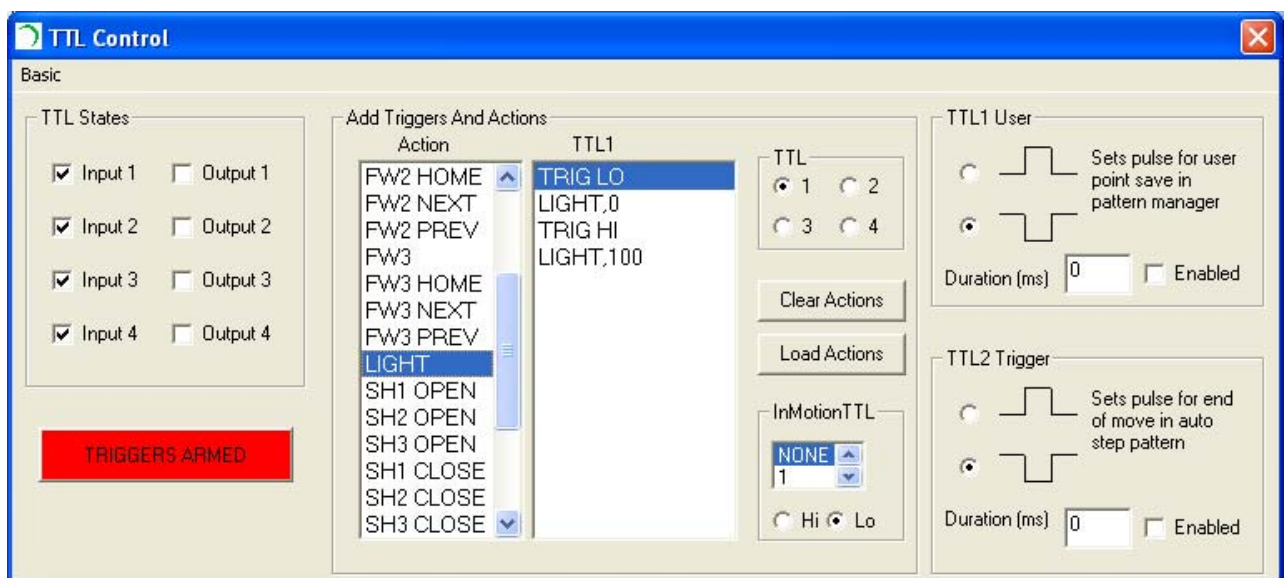 TTL Control
Basic
TTL States
Input 1 Output 1
Input 2 Output 2
Input 3 Output 3
Input 4 Output 4
TRIGGERS ARMED
Add Triggers And Actions
Action
FW2 HOME
FW2 NEXT
FW2 PREV
FW3
FW3 HOME
FW3 NEXT
FW3 PREV
LIGHT
SH1 OPEN
SH2 OPEN
SH3 OPEN
SH1 CLOSE
SH2 CLOSE
SH3 CLOSE
TTL1
TRIG LO
LIGHT,0
TRIG HI
LIGHT,100
TTL
1 2
3 4
Clear Actions
Load Actions
InMotionTTL
NONE
1
Hi Lo
TTL1 User
Sets pulse for user
point save in
pattern manager
Duration (ms) 0 Enabled
TTL2 Trigger
Sets pulse for end
of move in auto
step pattern
Duration (ms) 0 Enabled